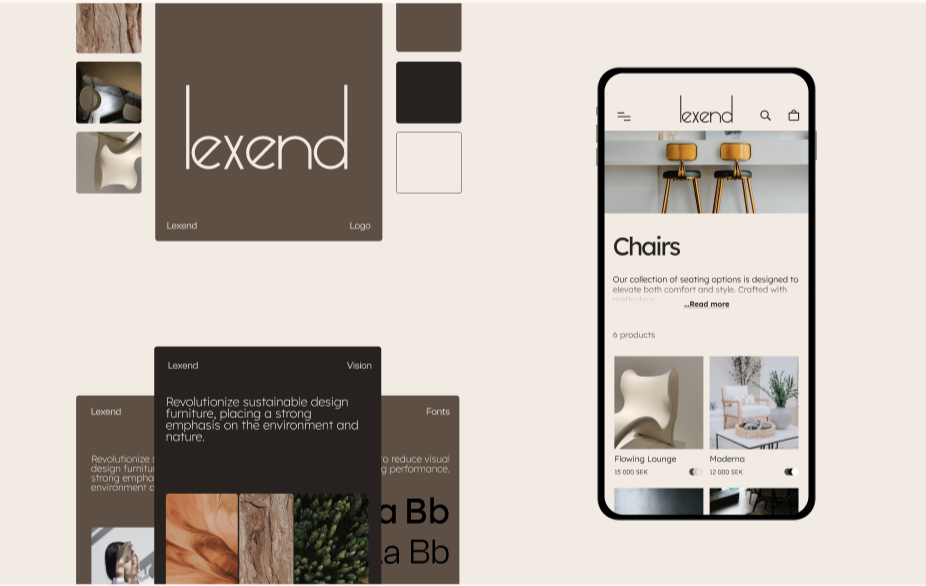 lexend
Lexend
Logo
Lexend
Vision
Revolutionize sustainable design
furniture, placing a strong
emphasis on the environment and
nature.
Lexend
Revolutionize
design furnitur
strong empha
environment
Fonts
to reduce visual
performance.
a Bb
a Bb
lexend
Chairs
Our collection of seating options is designed to
elevate both comfort and style. Crafted with
meticulous
...Read more
6 products
Flowing Lounge
15 000 SEK
Moderna
12 000 SEK